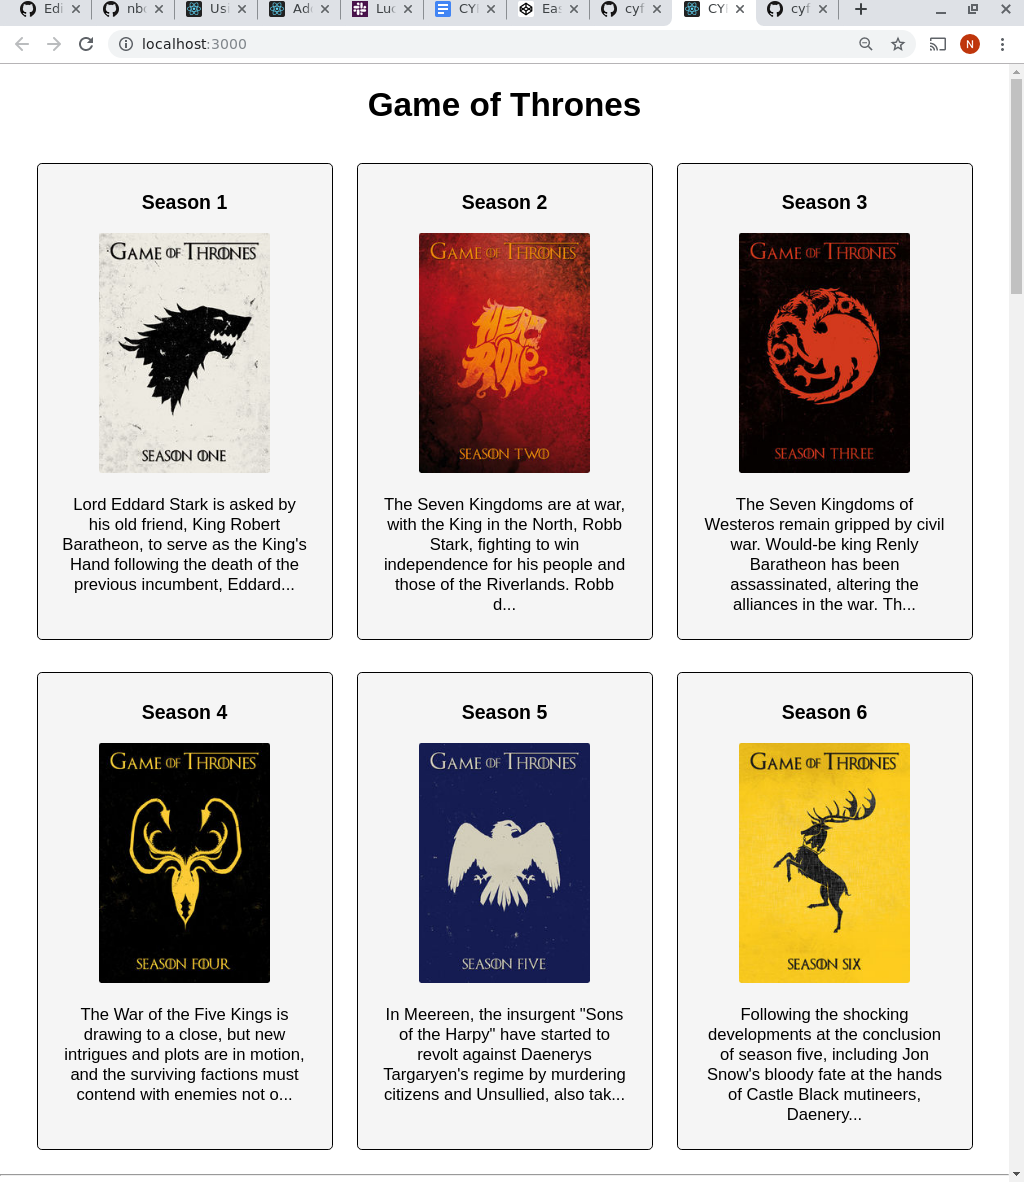 Edi
nbc
Usi
Ad
Luc
CYI
Eas
cyf
CYI
cyf
localhost:3000
N
Game of Thrones
Season 1
GAME OF THRONES
SEASON ONE
Lord Eddard Stark is asked by
his old friend, King Robert
Baratheon, to serve as the King's
Hand following the death of the
previous incumbent, Eddard...
Season 2
GAME OF THRONES
HEAR
ROAR
SEASON TWO
The Seven Kingdoms are at war,
with the King in the North, Robb
Stark, fighting to win
independence for his people and
those of the Riverlands. Robb
d...
Season 3
GAME OF THRONES
SEASON THREE
The Seven Kingdoms of
Westeros remain gripped by civil
war. Would-be king Renly
Baratheon has been
assassinated, altering the
alliances in the war. Th...
Season 4
GAME OF THRONES
SEASON FOUR
The War of the Five Kings is
drawing to a close, but new
intrigues and plots are in motion,
and the surviving factions must
contend with enemies not o...
Season 5
GAME OF THRONES
SEASON FIVE
In Meereen, the insurgent "Sons
of the Harpy" have started to
revolt against Daenerys
Targaryen's regime by murdering
citizens and Unsullied, also tak...
Season 6
GAME OF THRONES
SEASON SIX
Following the shocking
developments at the conclusion
of season five, including Jon
Snow's bloody fate at the hands
of Castle Black mutineers,
Daenery...